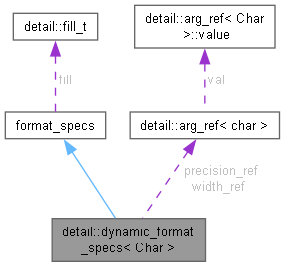 detail::fill_t
detail::arg_ref< Char
>::value
fill
val
format_specs
detail::arg_ref< char >
precision_ref
width_ref
detail::dynamic_format
_specs< Char >